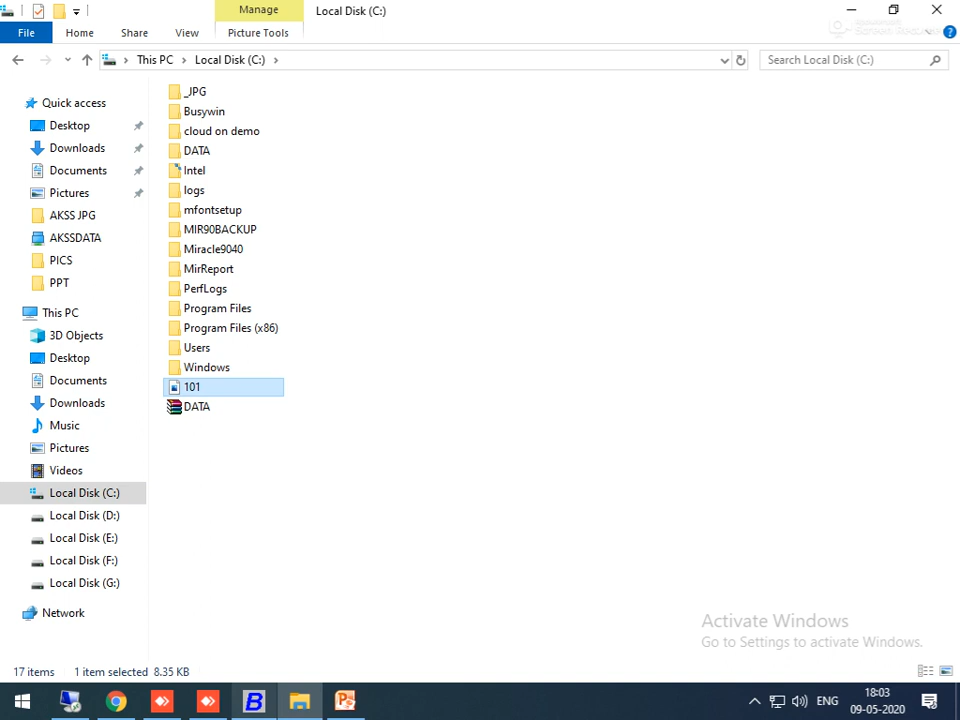 Manage
Local Disk (C:)
File
Home
Share
View
Picture Tools
This PC
Local Disk (C:)
Search Local Disk (C:)
Quick access
Desktop
Downloads
Documents
Pictures
AKSS JPG
AKSSDATA
PICS
PPT
This PC
3D Objects
Desktop
Documents
Downloads
Music
Pictures
Videos
Local Disk (C:)
Local Disk (D:)
Local Disk (E:)
Local Disk (F:)
Local Disk (G:)
Network
_JPG
Busywin
cloud on demo
DATA
Intel
logs
mfontsetup
MIR90BACKUP
Miracle9040
MirReport
PerfLogs
Program Files
Program Files (x86)
Users
Windows
101
DATA
Activate Windows
Go to Settings to activate Windows.
17 items
1 item selected 8.35 KB
B
ENG
18:03
09-05-2020